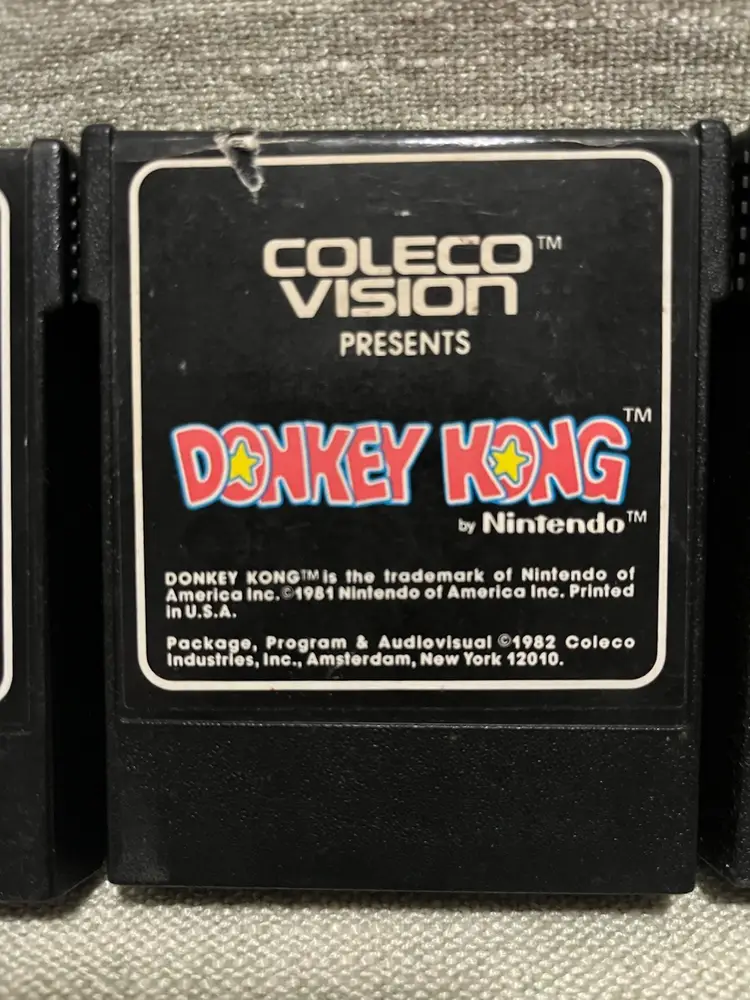 COLECO™
VISION
PRESENTS
DONKEY KONG™
by Nintendo™
DONKEY KONG™ is the trademark of Nintendo of
America Inc. ©1981 Nintendo of America Inc. Printed
in U.S.A.
Package, Program & Audiovisual ©1982 Coleco
Industries, Inc., Amsterdam, New York 12010.